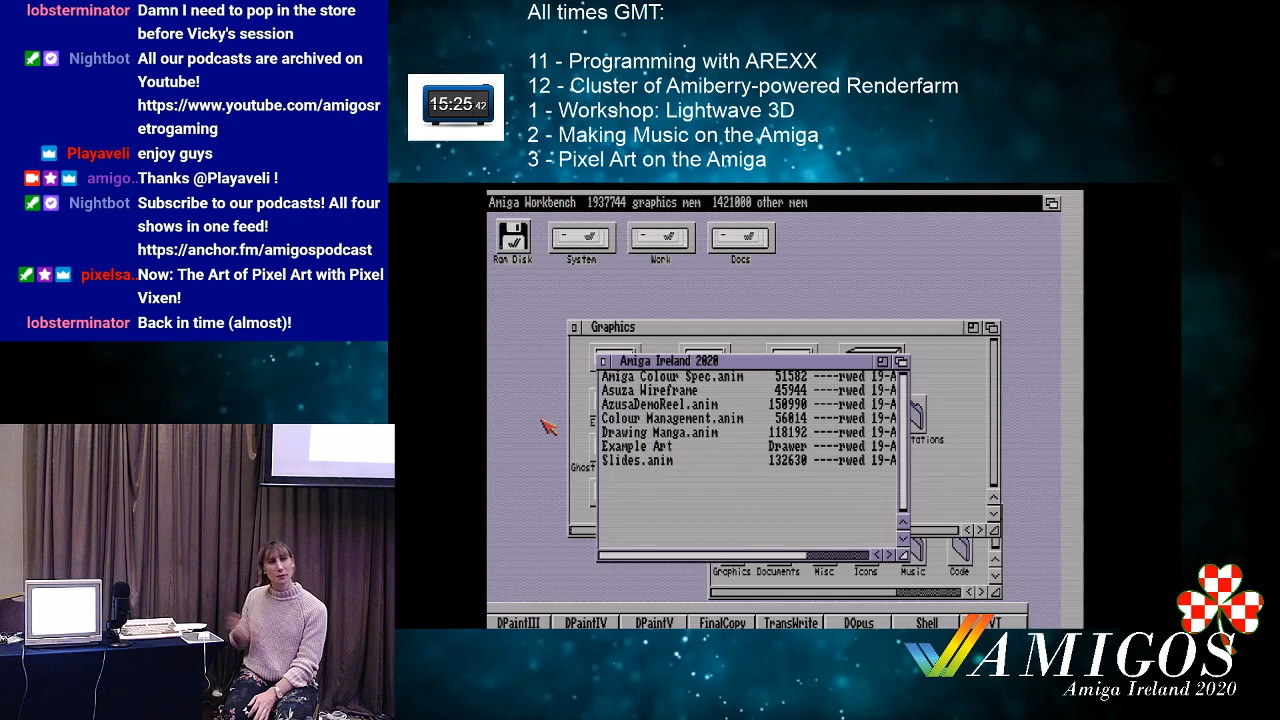 lobsterminator Damn I need to pop in the store
before Vicky's session
Nightbot All our podcasts are archived on
Youtube!
https://www.youtube.com/amigosr
etrogaming
Playaveli enjoy guys
amigo.. Thanks @Playaveli !
Nightbot Subscribe to our podcasts! All four
shows in one feed!
https://anchor.fm/amigospodcast
pixelsa.. Now: The Art of Pixel Art with Pixel
Vixen!
lobsterminator Back in time (almost)!
All times GMT:
15:25 42
11 - Programming with AREXX
12 - Cluster of Amiberry-powered Renderfarm
1 - Workshop: Lightwave 3D
2 - Making Music on the Amiga
3 - Pixel Art on the Amiga
Amiga Workbench 1937744 graphics mem 1421000 other mem
Ram Disk System Work Docs
Graphics
Amiga Ireland 2020
Amiga Colour Spec.anim 51582 ----rwed 19-A
Asuza Wireframe 45944 ----rwed 19-A
AzusaDemoReel.anim 150990 ----rwed 19-A
Colour Management.anim 56014 ----rwed 19-A
Drawing Manga.anim 118192 ----rwed 19-A
Example Art Drawer ----rwed 19-A
Slides.anim 132630 ----rwed 19-A
tations
Ghost
Graphics Documents Misc Icons Music Code
DPaintIII DPaintIV DPaintV FinalCopy TransWrite DOpus Shell
AMIGOS
Amiga Ireland 2020